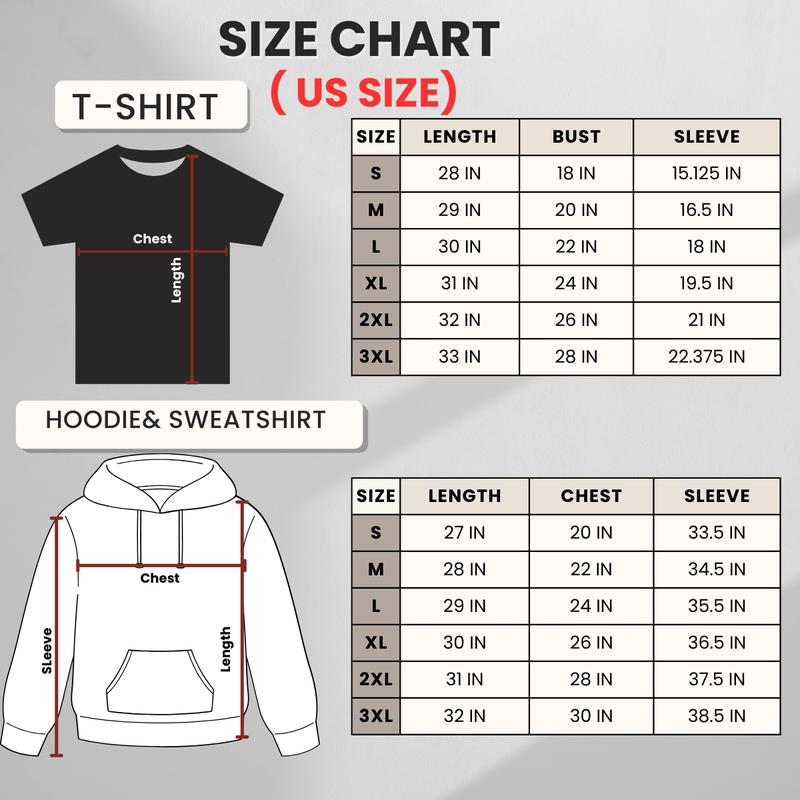 SIZE CHART
( US SIZE)
T-SHIRT
Chest
Length
SIZE LENGTH BUST SLEEVE
S 28 IN 18 IN 15.125 IN
M 29 IN 20 IN 16.5 IN
L 30 IN 22 IN 18 IN
XL 31 IN 24 IN 19.5 IN
2XL 32 IN 26 IN 21 IN
3XL 33 IN 28 IN 22.375 IN
HOODIE& SWEATSHIRT
Chest
Sleeve
Length
SIZE LENGTH CHEST SLEEVE
S 27 IN 20 IN 33.5 IN
M 28 IN 22 IN 34.5 IN
L 29 IN 24 IN 35.5 IN
XL 30 IN 26 IN 36.5 IN
2XL 31 IN 28 IN 37.5 IN
3XL 32 IN 30 IN 38.5 IN